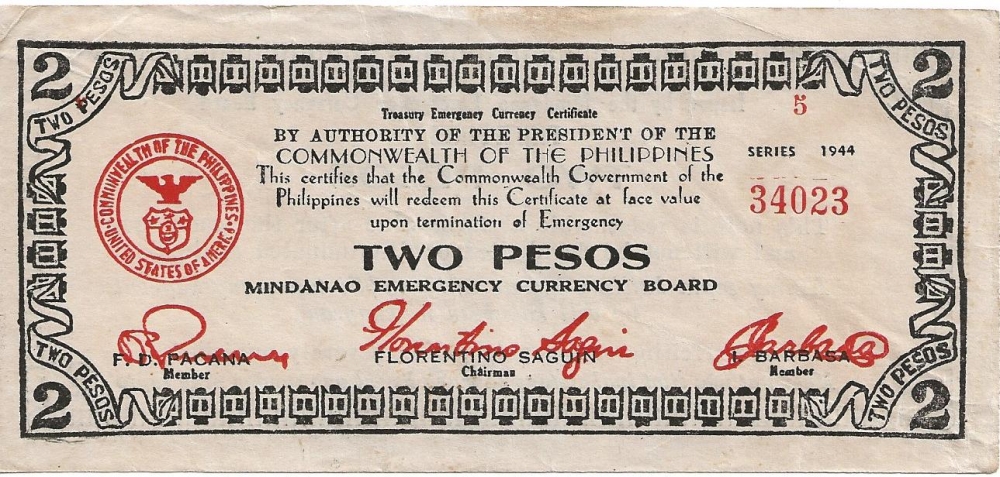 2 2
TWO PESOS TWO PESOS
5
Treasury Emergency Currency Certificate
BY AUTHORITY OF THE PRESIDENT OF THE
COMMONWEALTH OF THE PHILIPPINES
SERIES 1944
This certifies that the Commonwealth Government of the
Philippines will redeem this Certificate at face value
34023
upon termination of Emergency
COMMONWEALTH OF THE PHILIPPINES
UNITED STATES OF AMERICA
TWO PESOS
MINDANAO EMERGENCY CURRENCY BOARD
Florentino Saguin Barbasa
F. D. PACANA FLORENTINO SAGUIN I. BARBASA
Member Chairman Member
TWO PESOS TWO PESOS
2 2